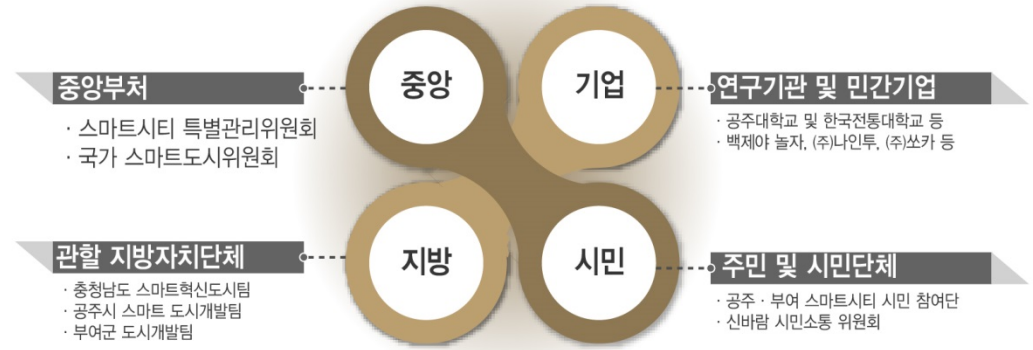 중앙
기업
중앙부처
· 스마트시티 특별관리위원회
· 국가 스마트도시위원회
연구기관 및 민간기업
· 공주대학교 및 한국전통대학교 등
· 백제야 놀자, (주)나인투, (주)쏘카 등
지방
시민
관할 지방자치단체
· 충청남도 스마트혁신도시팀
· 공주시 스마트 도시개발팀
· 부여군 도시개발팀
주민 및 시민단체
· 공주 · 부여 스마트시티 시민 참여단
· 신바람 시민소통 위원회